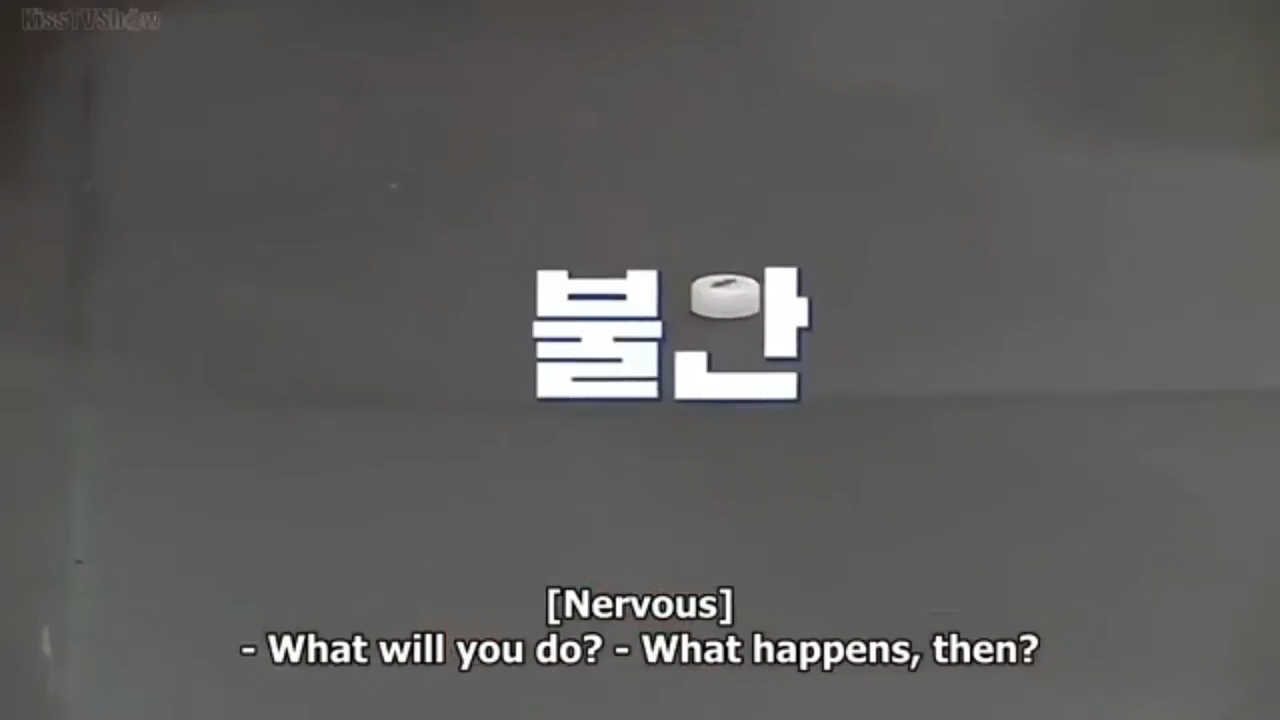 KissTVShow
불안
[Nervous]
- What will you do? - What happens, then?